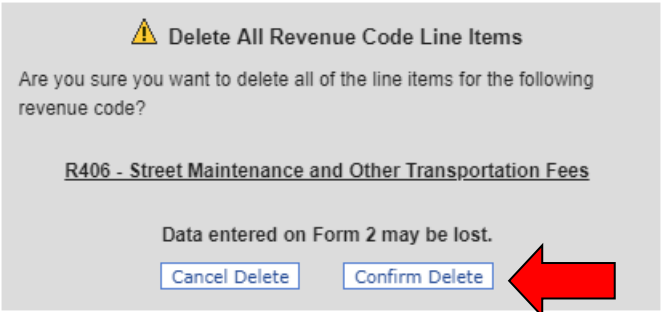 Delete All Revenue Code Line Items
Are you sure you want to delete all of the line items for the following
revenue code?
R406 - Street Maintenance and Other Transportation Fees
Data entered on Form 2 may be lost.
Cancel Delete Confirm Delete